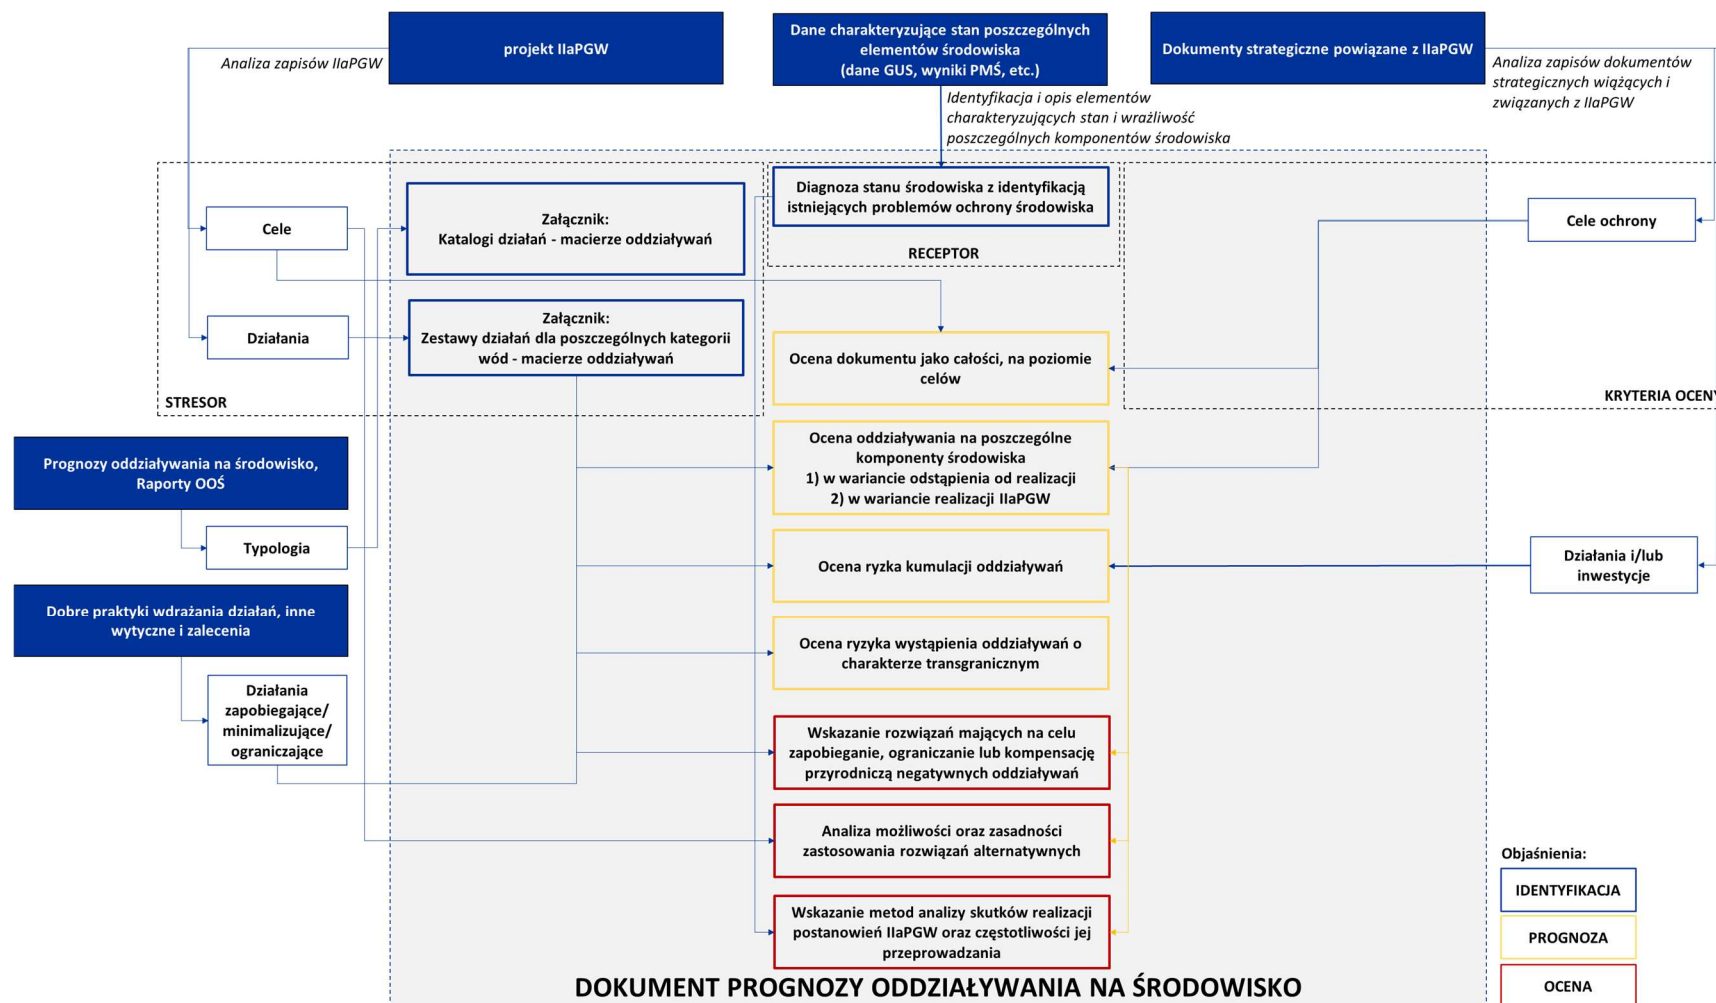 projekt IIaPGW
Dane charakteryzujące stan poszczególnych
elementów środowiska
(dane GUS, wyniki PMŚ, etc.)
Dokumenty strategiczne powiązane z IIaPGW
Analiza zapisów IIaPGW
Identyfikacja i opis elementów
charakteryzujących stan i wrażliwość
poszczególnych komponentów środowiska
Analiza zapisów dokumentów
strategicznych wiążących i
związanych z IIaPGW
Cele
Załącznik:
Katalogi działań - macierze oddziaływań
Diagnoza stanu środowiska z identyfikacją
istniejących problemów ochrony środowiska
RECEPTOR
Cele ochrony
Działania
Załącznik:
Zestawy działań dla poszczególnych kategorii
wód - macierze oddziaływań
Ocena dokumentu jako całości, na poziomie
celów
STRESOR
KRYTERIA OCENY
Prognozy oddziaływania na środowisko,
Raporty OOŚ
Ocena oddziaływania na poszczególne
komponenty środowiska
1) w wariancie odstąpienia od realizacji
2) w wariancie realizacji IIaPGW
Typologia
Ocena ryzka kumulacji oddziaływań
Działania i/lub
inwestycje
Dobre praktyki wdrażania działań, inne
wytyczne i zalecenia
Ocena ryzyka wystąpienia oddziaływań o
charakterze transgranicznym
Działania
zapobiegające/
minimalizujące/
ograniczające
Wskazanie rozwiązań mających na celu
zapobieganie, ograniczanie lub kompensację
przyrodniczą negatywnych oddziaływań
Analiza możliwości oraz zasadności
zastosowania rozwiązań alternatywnych
Wskazanie metod analizy skutków realizacji
postanowień IIaPGW oraz częstotliwości jej
przeprowadzania
DOKUMENT PROGNOZY ODDZIAŁYWANIA NA ŚRODOWISKO
Objaśnienia:
IDENTYFIKACJA
PROGNOZA
OCENA